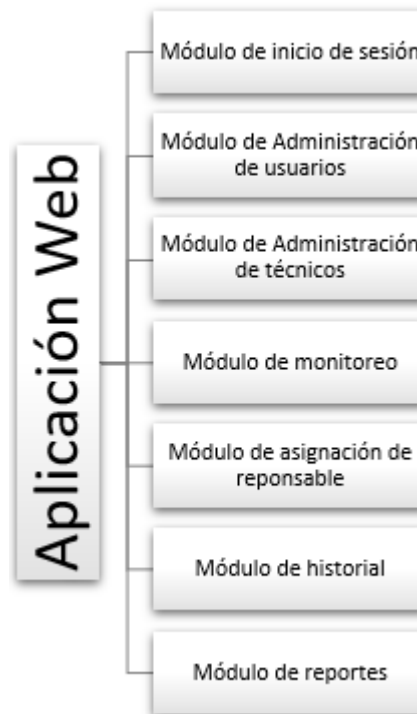 Aplicación Web
Módulo de inicio de sesión
Módulo de Administración
de usuarios
Módulo de Administración
de técnicos
Módulo de monitoreo
Módulo de asignación de
reponsable
Módulo de historial
Módulo de reportes